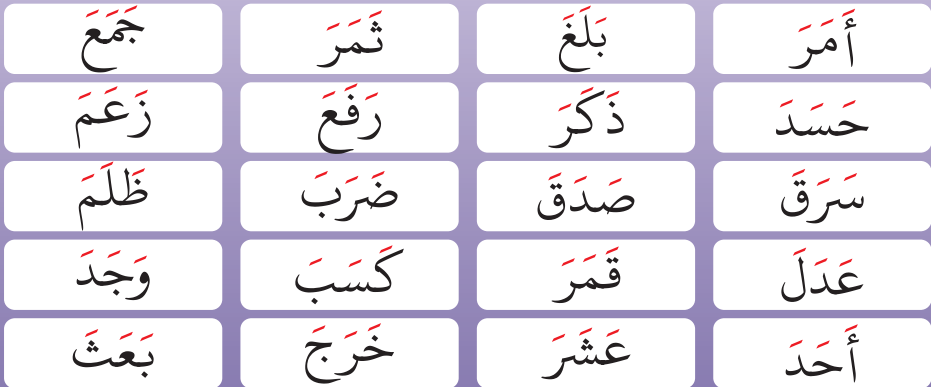 أَمَرَ بَلَغَ ثَمَرَ جَمَعَ
حَسَدَ ذَكَرَ رَفَعَ زَعَمَ
سَرَقَ صَدَقَ ضَرَبَ ظَلَمَ
عَدَلَ قَمَرَ كَسَبَ وَجَدَ
أَحَدَ عَشَرَ خَرَجَ بَعَثَ